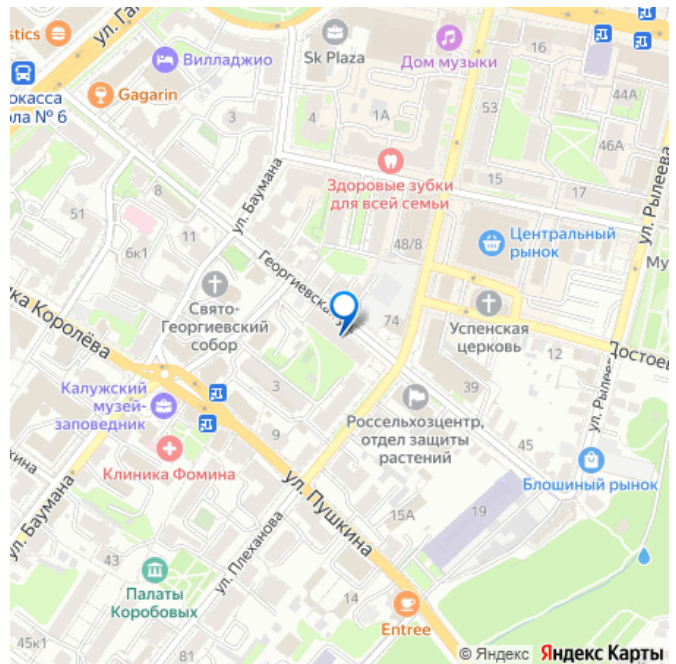 stics
ул. Га
Вилладжио
Sk Plaza
Дом музыки
16
окасса
ола № 6
Gagarin
3
4
1А
53
44А
46А
Здоровые зубки
для всей семьи
15
17
ул. Рылеева
8
51
6к1
11
ул. Баумана
48/8
Центральный
рынок
Му
Георгиевская
Свято-
Георгиевский
собор
74
Успенская
церковь
12
Достоев
ка Королёва
Калужский
музей-
заповедник
3
9
39
Россельхозцентр,
отдел защиты
растений
45
ул. Рылее
Блошиный рынок
кина
Клиника Фомина
ул. Пушкина
ул. Баумана
15А
19
43
ул. Плеханова
Палаты
Коробовых
14
Entree
45к1
31
© Яндекс Яндекс Карты